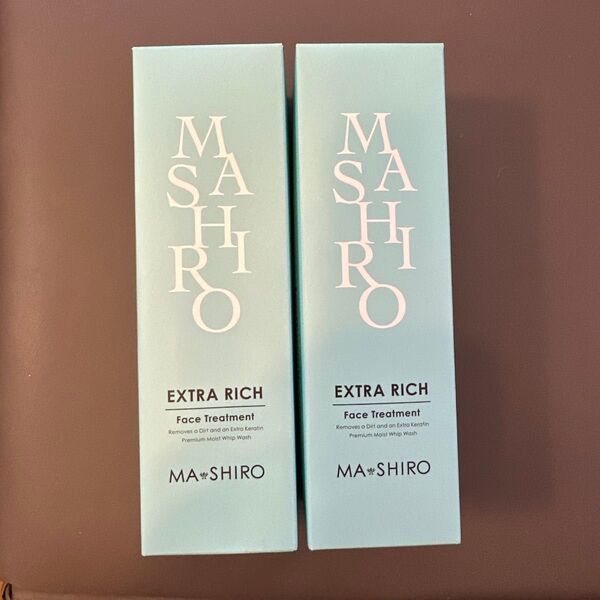 MASHIRO
EXTRA RICH
Face Treatment
Removes a Dirt and an Extra Keratin
Premium Moist Whip Wash
MA SHIRO
MASHIRO
EXTRA RICH
Face Treatment
Removes a Dirt and an Extra Keratin
Premium Moist Whip Wash
MA SHIRO